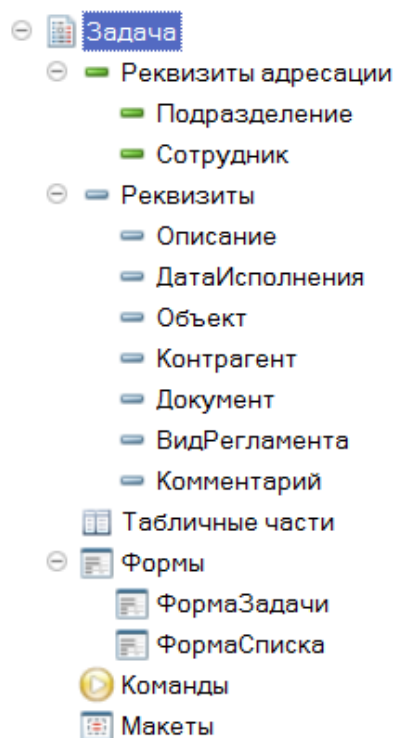 Задача
Реквизиты адресации
Подразделение
Сотрудник
Реквизиты
Описание
ДатаИсполнения
Объект
Контрагент
Документ
ВидРегламента
Комментарий
Табличные части
Формы
ФормаЗадачи
ФормаСписка
Команды
Макеты